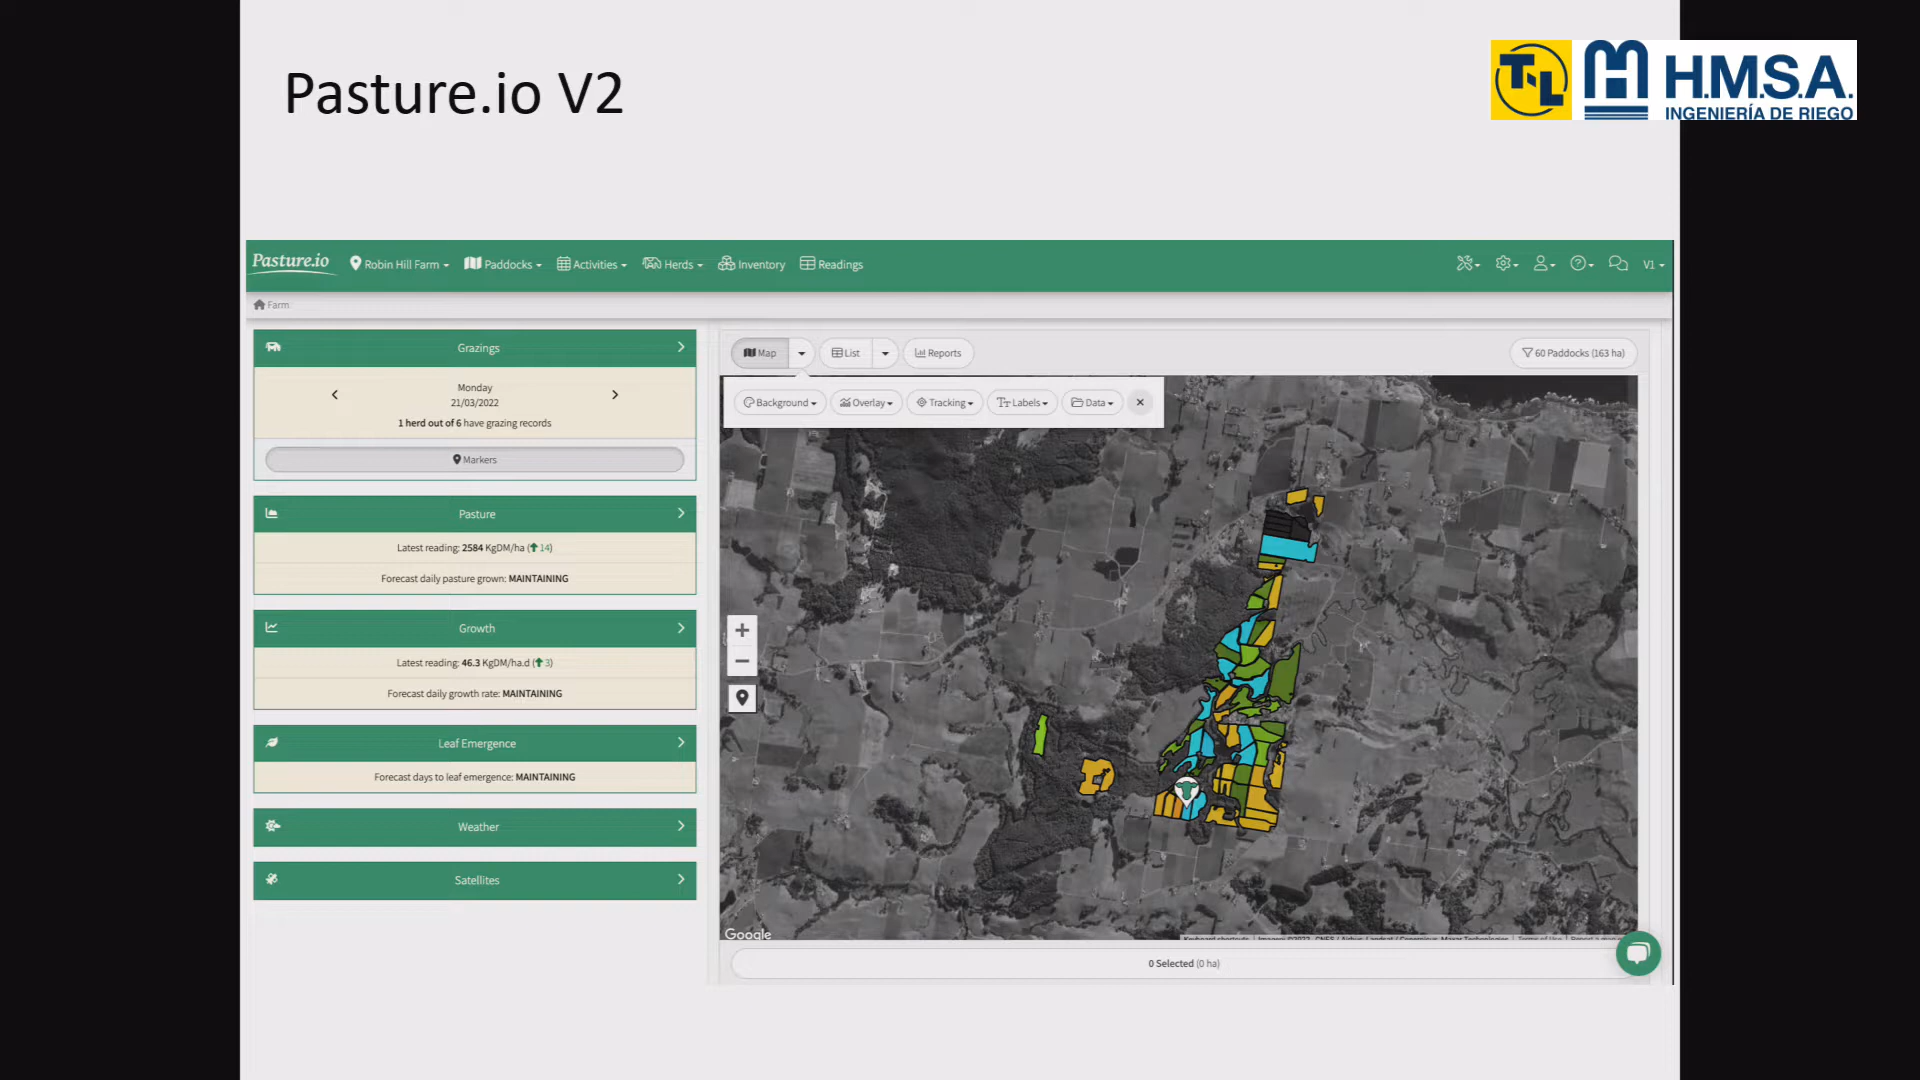 Pasture.io V2
T-L
H.M.S.A.
INGENIERÍA DE RIEGO
Pasture.io
Robin Hill Farm
Paddocks
Activities
Herds
Inventory
Readings
V1
Farm
Grazings
Monday
21/03/2022
1 herd out of 6 have grazing records
Markers
Pasture
Latest reading: 2584 KgDM/ha (14)
Forecast daily pasture grown: MAINTAINING
Growth
Latest reading: 46.3 KgDM/ha.d (3)
Forecast daily growth rate: MAINTAINING
Leaf Emergence
Forecast days to leaf emergence: MAINTAINING
Weather
Satellites
Map
List
Reports
60 Paddocks (163 ha)
Background
Overlay
Tracking
Labels
Data
Google
0 Selected (0 ha)